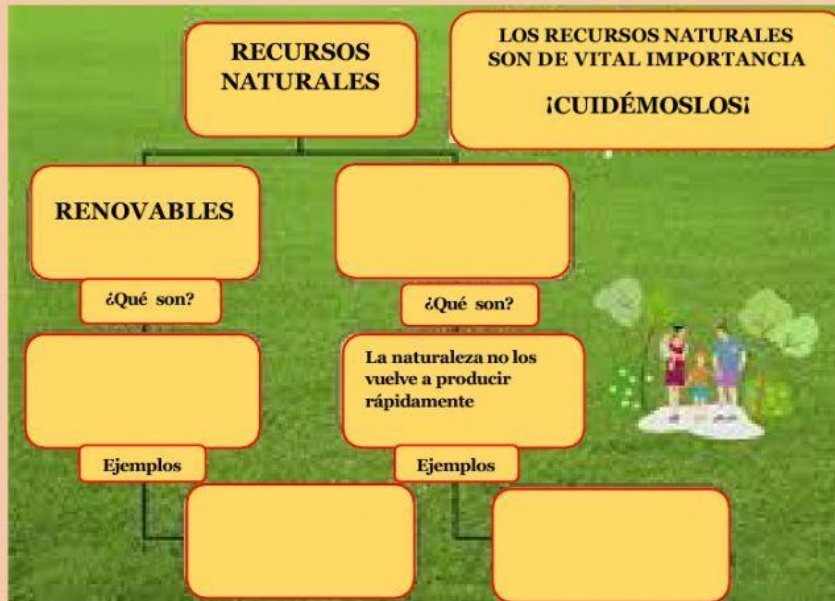 RECURSOS
NATURALES
LOS RECURSOS NATURALES
SON DE VITAL IMPORTANCIA
¡CUIDÉMOSLOS¡
RENOVABLES
¿Qué son?
¿Qué son?
La naturaleza no los
vuelve a producir
rápidamente
Ejemplos
Ejemplos